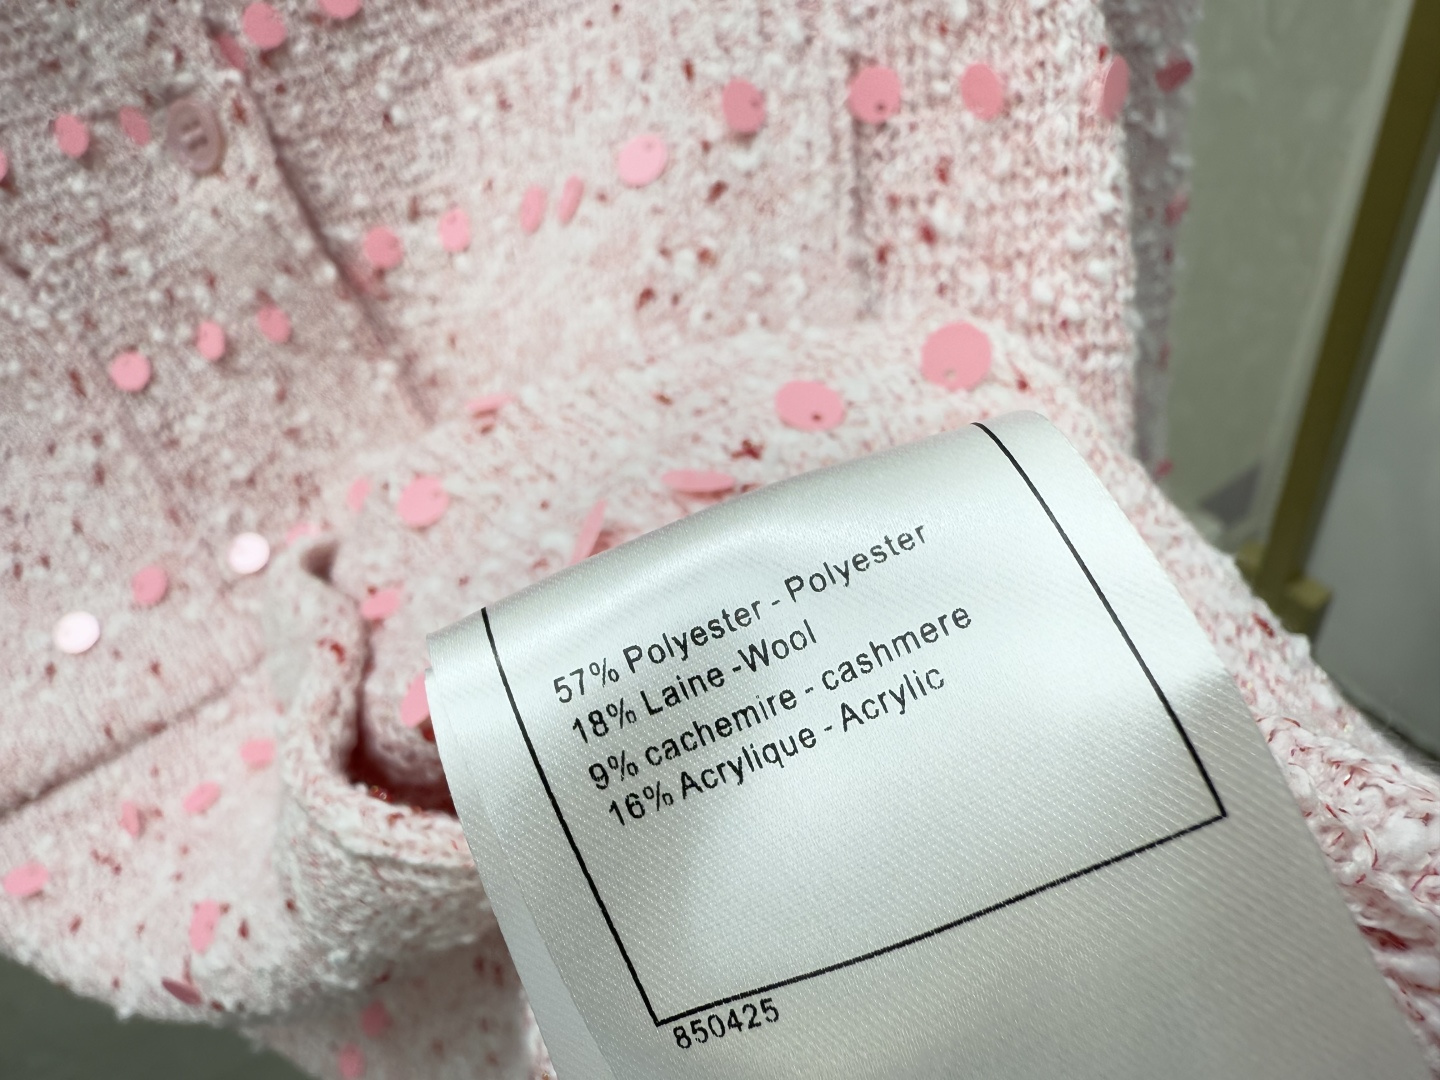 57% Polyester - Polyester
18% Laine -Wool
9% cachemire - cashmere
16% Acrylique - Acrylic
850425